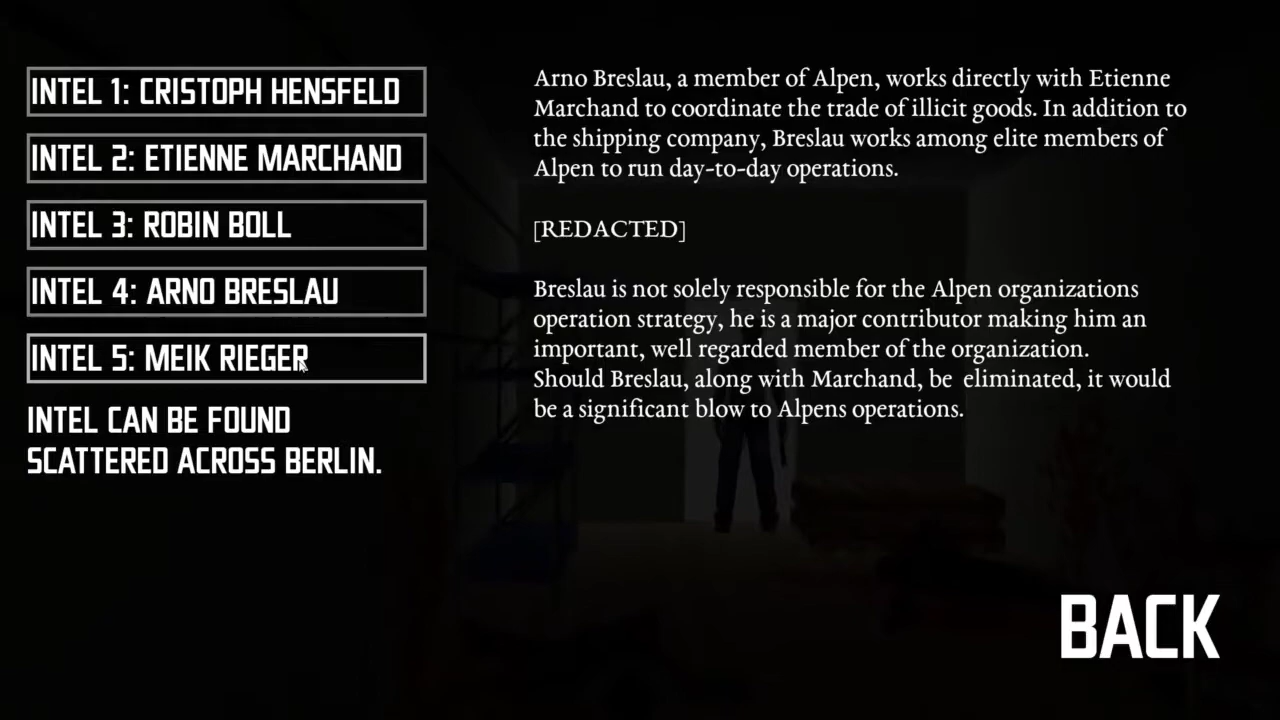 INTEL 1: CRISTOPH HENSFELD
INTEL 2: ETIENNE MARCHAND
INTEL 3: ROBIN BOLL
INTEL 4: ARNO BRESLAU
INTEL 5: MEIK RIEGER
INTEL CAN BE FOUND
SCATTERED ACROSS BERLIN.
Arno Breslau, a member of Alpen, works directly with Etienne
Marchand to coordinate the trade of illicit goods. In addition to
the shipping company, Breslau works among elite members of
Alpen to run day-to-day operations.
[REDACTED]
Breslau is not solely responsible for the Alpen organizations
operation strategy, he is a major contributor making him an
important, well regarded member of the organization.
Should Breslau, along with Marchand, be  eliminated, it would
be a significant blow to Alpens operations.
BACK